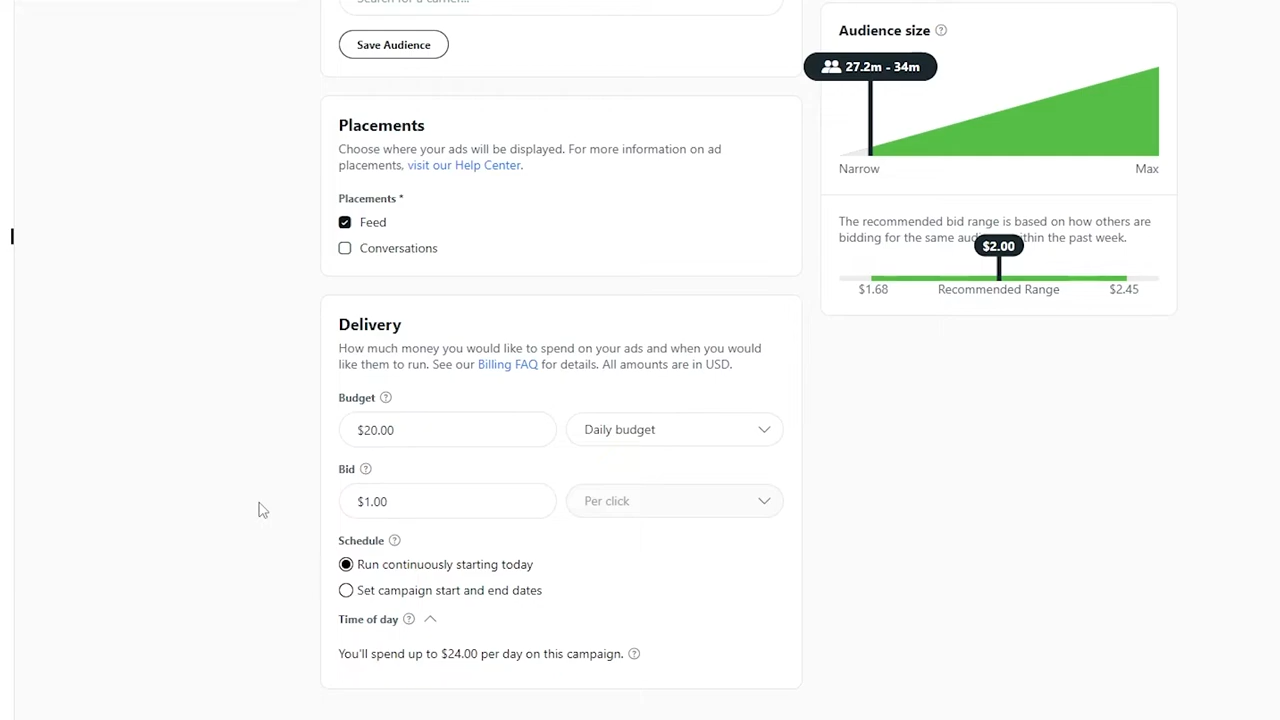 Search for a carrier...
Save Audience
Placements
Choose where your ads will be displayed. For more information on ad
placements, visit our Help Center.
Placements *
Feed
Conversations
Delivery
How much money you would like to spend on your ads and when you would
like them to run. See our Billing FAQ for details. All amounts are in USD.
Budget
$20.00
Daily budget
Bid
$1.00
Per click
Schedule
Run continuously starting today
Set campaign start and end dates
Time of day
You'll spend up to $24.00 per day on this campaign.
Audience size
27.2m - 34m
Narrow
Max
The recommended bid range is based on how others are
bidding for the same within the past week.
$2.00
$1.68
Recommended Range
$2.45